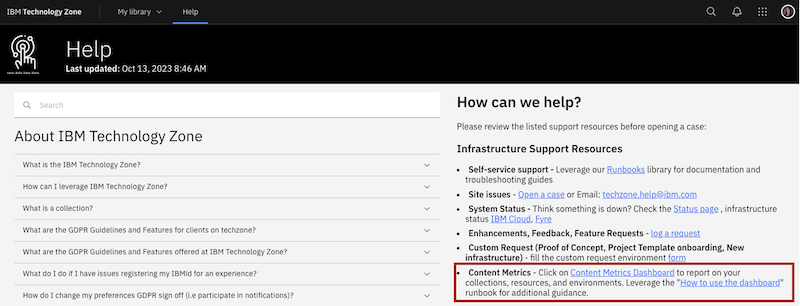 IBM Technology Zone
My library
Help
Help
Last updated: Oct 13, 2023 8:46 AM
Search
About IBM Technology Zone
What is the IBM Technology Zone?
How can I leverage IBM Technology Zone?
What is a collection?
What are the GDPR Guidelines and Features for clients on techzone?
What are the GDPR Guidelines and Features offered at IBM Technology Zone?
What do I do if I have issues registering my IBMid for an experience?
How do I change my preferences GDPR sign off (i.e participate in notifications)?
How can we help?
Please review the listed support resources before opening a case:
Infrastructure Support Resources
• Self-service support - Leverage our Runbooks library for documentation and
troubleshooting guides
• Site issues - Open a case or Email: techzone.help@ibm.com
• System Status - Think something is down? Check the Status page , infrastructure
status IBM Cloud, Fyre
• Enhancements, Feedback, Feature Requests - log a request
• Custom Request (Proof of Concept, Project Template onboarding, New
infrastructure) - fill the custom request environment form
• Content Metrics - Click on Content Metrics Dashboard to report on your
collections, resources, and environments. Leverage the "How to use the dashboard"
runbook for additional guidance.